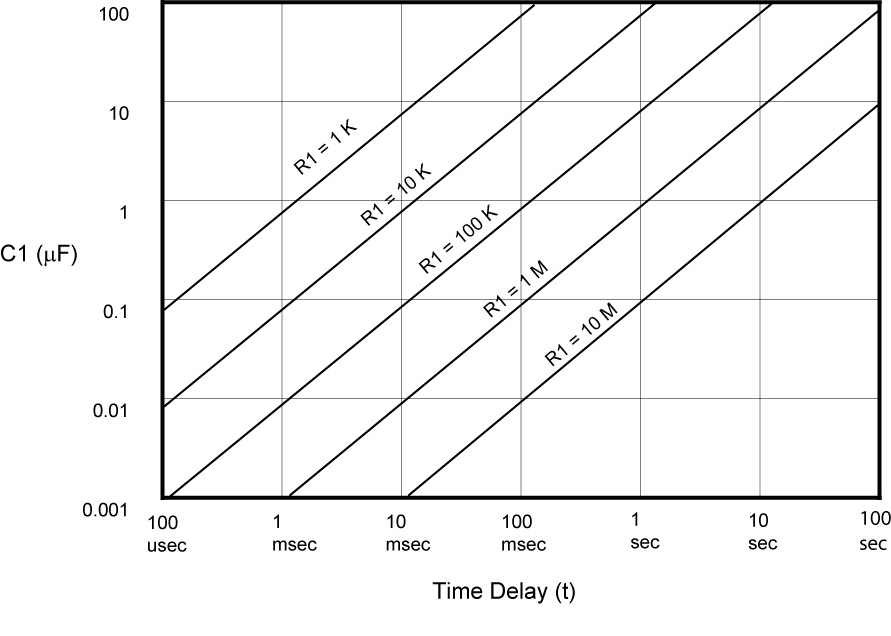 100
10
1
C1 (µF)
0.1
0.01
0.001
R1 = 1 K
R1 = 10 K
R1 = 100 K
R1 = 1 M
R1 = 10 M
100 usec
1 msec
10 msec
100 msec
1 sec
10 sec
100 sec
Time Delay (t)